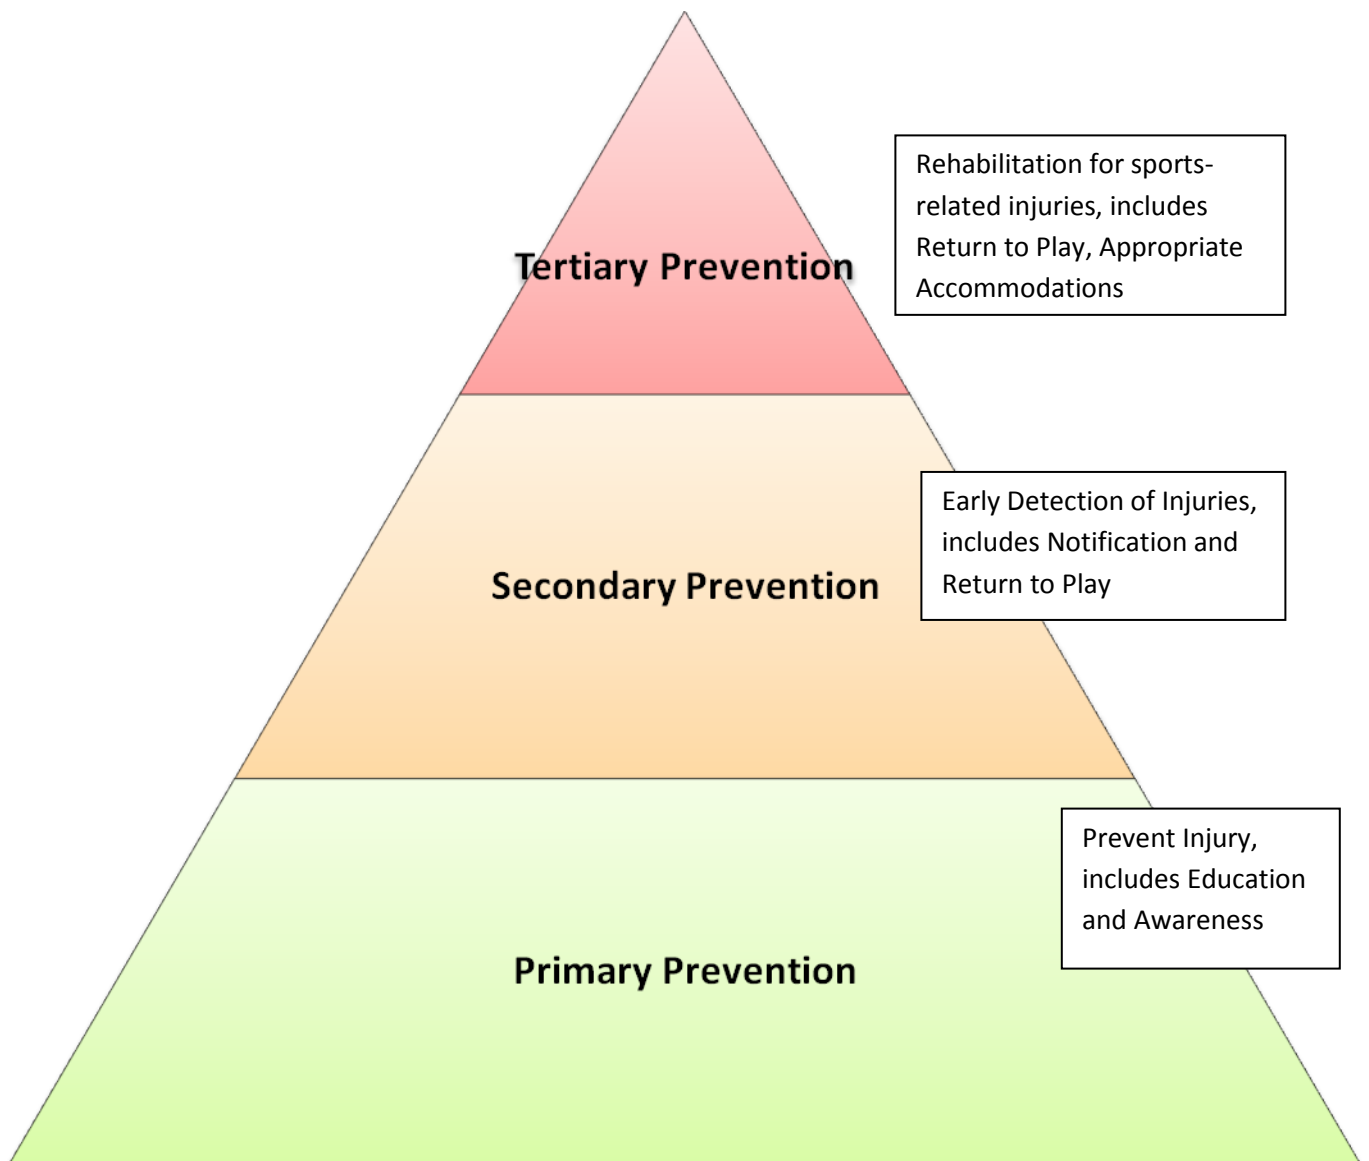 Rehabilitation for sports-
related injuries, includes
Return to Play, Appropriate
Accommodations
Tertiary Prevention
Early Detection of Injuries,
includes Notification and
Return to Play
Secondary Prevention
Prevent Injury,
includes Education
and Awareness
Primary Prevention